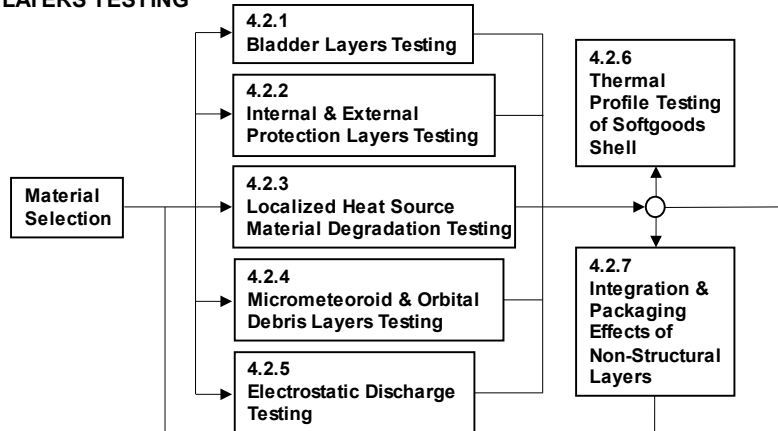 LAYERS TESTING
4.2.1
Bladder Layers Testing
4.2.2
Internal & External
Protection Layers Testing
Material
Selection
4.2.3
Localized Heat Source
Material Degradation Testing
4.2.4
Micrometeoroid & Orbital
Debris Layers Testing
4.2.5
Electrostatic Discharge
Testing
4.2.6
Thermal
Profile Testing
of Softgoods
Shell
4.2.7
Integration &
Packaging
Effects of
Non-Structural
Layers